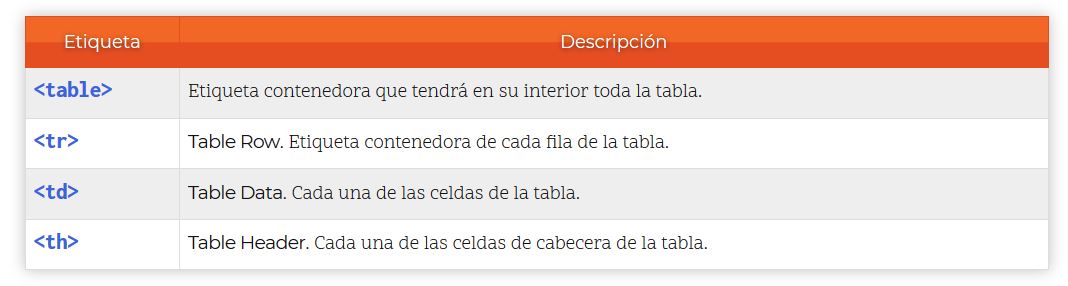 Etiqueta Descripción
<table> Etiqueta contenedora que tendrá en su interior toda la tabla.
<tr> Table Row. Etiqueta contenedora de cada fila de la tabla.
<td> Table Data. Cada una de las celdas de la tabla.
<th> Table Header. Cada una de las celdas de cabecera de la tabla.